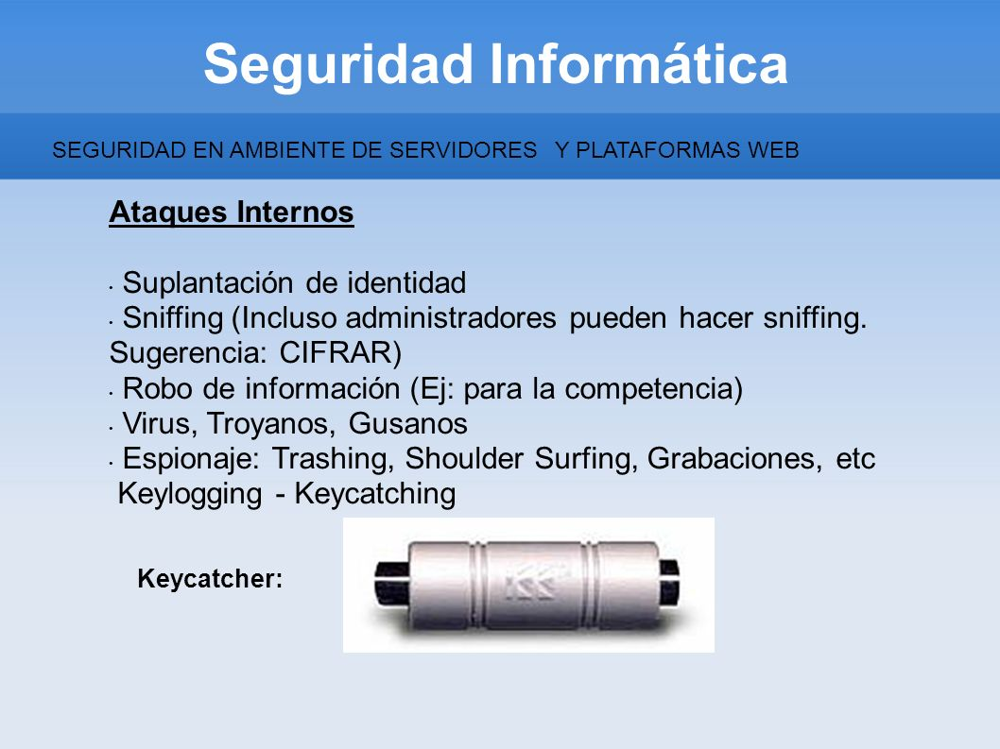 Seguridad Informática
SEGURIDAD EN AMBIENTE DE SERVIDORES Y PLATAFORMAS WEB
Ataques Internos
· Suplantación de identidad
· Sniffing (Incluso administradores pueden hacer sniffing.
Sugerencia: CIFRAR)
· Robo de información (Ej: para la competencia)
· Virus, Troyanos, Gusanos
· Espionaje: Trashing, Shoulder Surfing, Grabaciones, etc
Keylogging - Keycatching
Keycatcher: